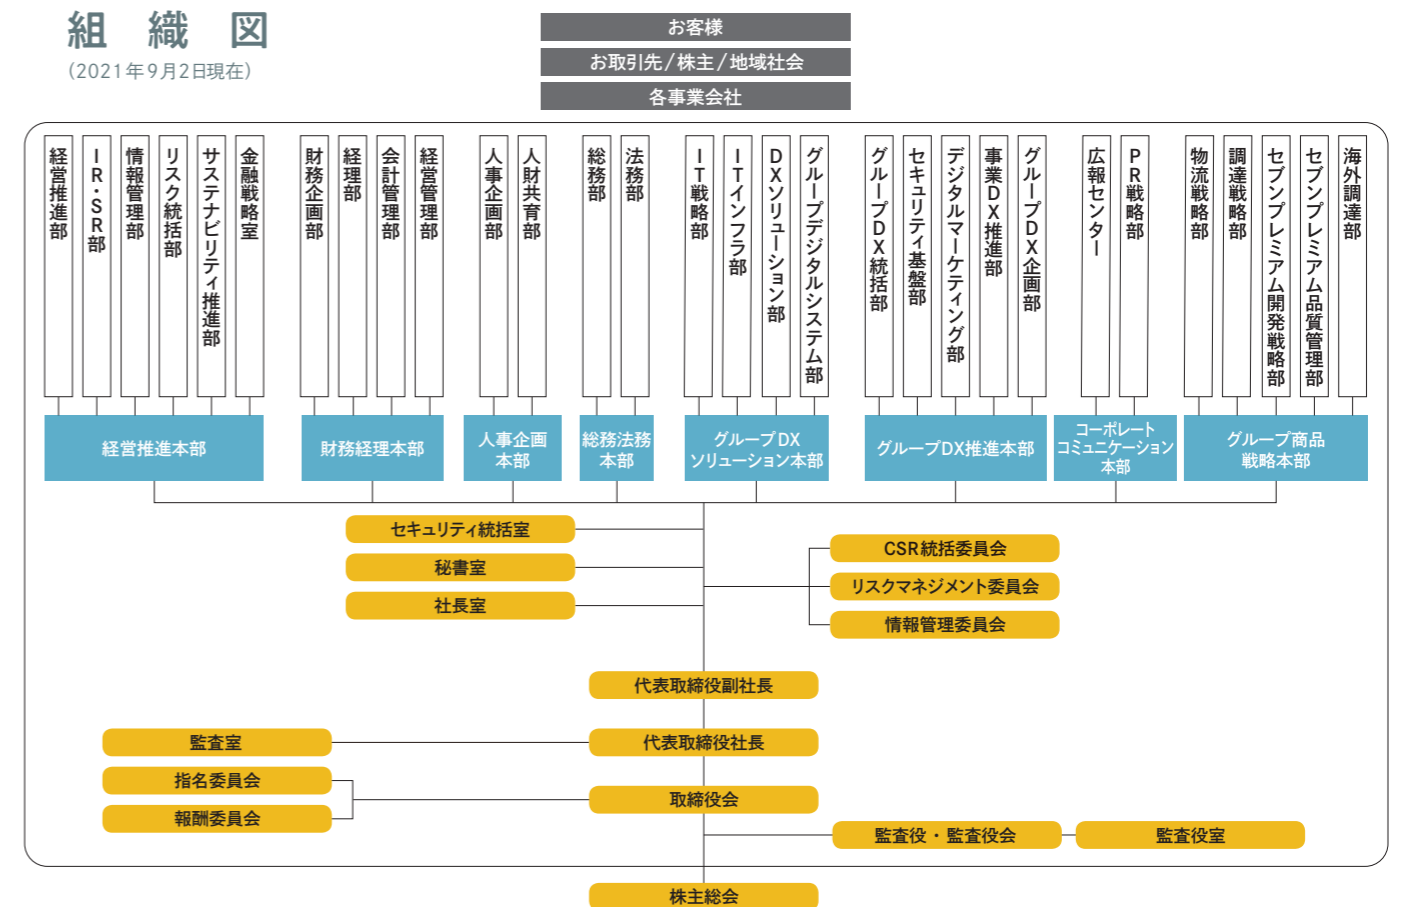 組織図
（2021年9月2日現在）
お客様
お取引先/株主/地域社会
各事業会社
経営推進部
IR・SR部
情報管理部
リスク統括部
サステナビリティ推進部
金融戦略室
財務企画部
経理部
会計管理部
経営管理部
人事企画部
人財共育部
総務部
法務部
IT戦略部
ITインフラ部
DXソリューション部
グループデジタルシステム部
グループDX統括部
セキュリティ基盤部
デジタルマーケティング部
事業DX推進部
グループDX企画部
広報センター
PR戦略部
物流戦略部
調達戦略部
セブンプレミアム開発戦略部
セブンプレミアム品質管理部
海外調達部
経営推進本部
財務経理本部
人事企画
本部
総務法務
本部
グループDX
ソリューション本部
グループDX推進本部
コーポレート
コミュニケーション
本部
グループ商品
戦略本部
セキュリティ統括室
秘書室
社長室
CSR統括委員会
リスクマネジメント委員会
情報管理委員会
代表取締役副社長
監査室
代表取締役社長
指名委員会
報酬委員会
取締役会
監査役・監査役会
監査役室
株主総会